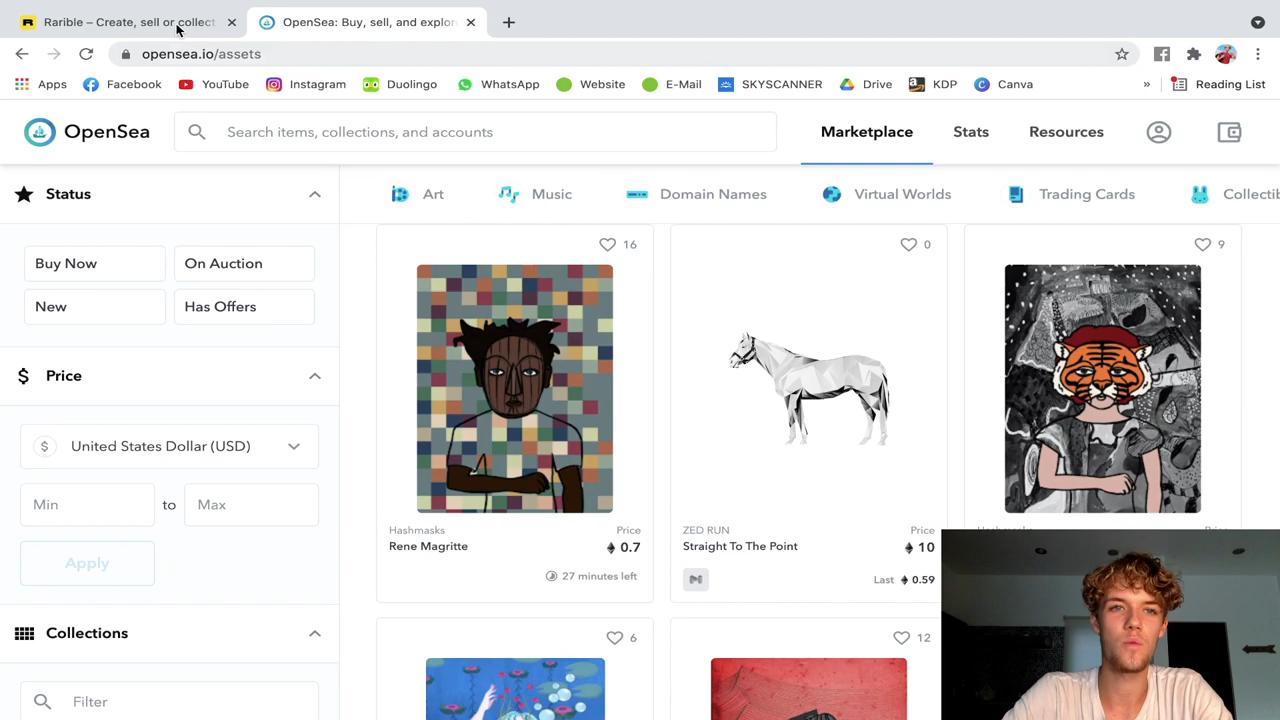 Rarible – Create, sell or collect
OpenSea: Buy, sell, and explor
opensea.io/assets
Apps
Facebook
YouTube
Instagram
Duolingo
WhatsApp
Website
E-Mail
SKYSCANNER
Drive
KDP
Canva
»
Reading List
OpenSea
Search items, collections, and accounts
Marketplace
Stats
Resources
Status
Art
Music
Domain Names
Virtual Worlds
Trading Cards
Collectib
Buy Now
On Auction
New
Has Offers
Price
United States Dollar (USD)
Min
to
Max
Apply
Collections
Filter
16
0
9
Hashmasks
Price
Rene Magritte
0.7
27 minutes left
ZED RUN
Price
Straight To The Point
10
Last 0.59
6
12